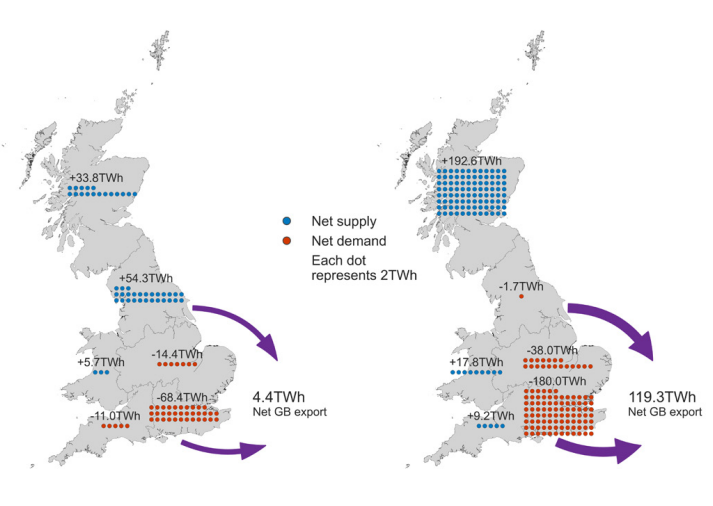 +33.8TWh
+54.3TWh
+5.7TWh
-14.4TWh
-68.4TWh
-11.0TWh
4.4TWh
Net GB export
Net supply
Net demand
Each dot
represents 2TWh
+192.6TWh
-1.7TWh
-38.0TWh
+17.8TWh
-180.0TWh
+9.2TWh
119.3TWh
Net GB export